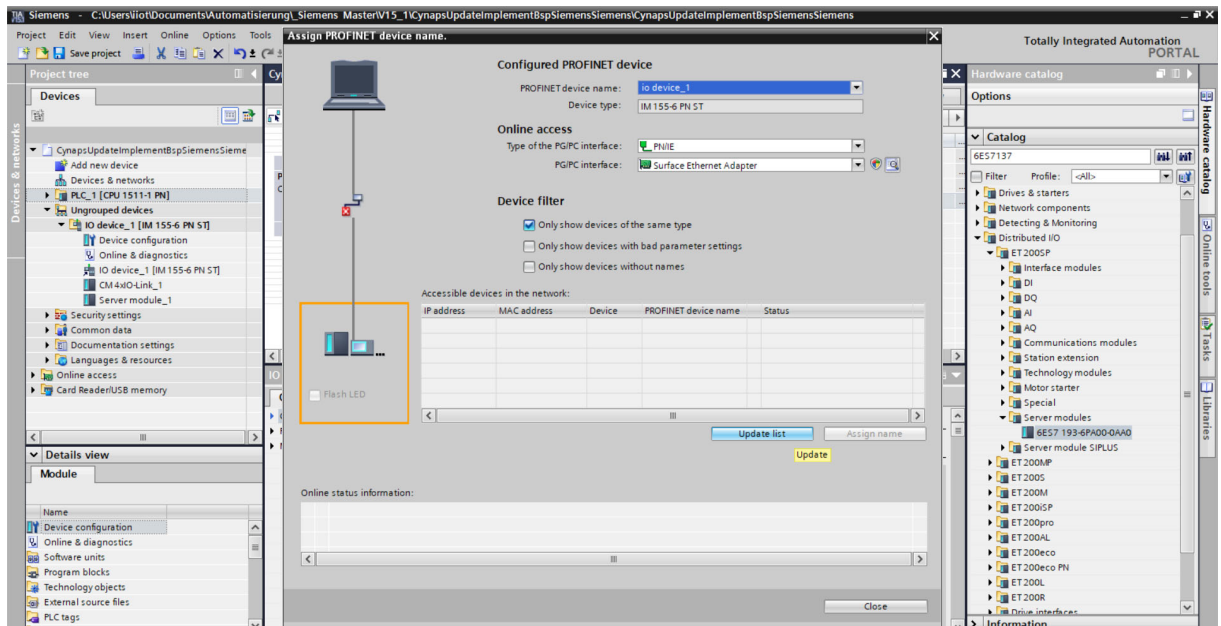 Siemens - C:\Users\iiot\Documents\Automatisierung\_Siemens Master\V15_1\CynapsUpdateImplementBspSiemensSiemens\CynapsUpdateImplementBspSiemensSiemens
Project Edit View Insert Online Options Tools
Save project
Totally Integrated Automation
PORTAL
Project tree
Devices
Devices & networks
CynapsUpdateImplementBspSiemensSieme
Add new device
Devices & networks
PLC_1 [CPU 1511-1 PN]
Ungrouped devices
IO device_1 [IM 155-6 PN ST]
Device configuration
Online & diagnostics
IO device_1 [IM 155-6 PN ST]
CM 4xIO-Link_1
Server module_1
Security settings
Common data
Documentation settings
Languages & resources
Online access
Card Reader/USB memory
Details view
Module
Name
Device configuration
Online & diagnostics
Software units
Program blocks
Technology objects
External source files
PLC tags
Cy
IO
Assign PROFINET device name.
Configured PROFINET device
PROFINET device name: io device_1
Device type: IM 155-6 PN ST
Online access
Type of the PG/PC interface: PN/IE
PG/PC interface: Surface Ethernet Adapter
Device filter
Only show devices of the same type
Only show devices with bad parameter settings
Only show devices without names
Accessible devices in the network:
IP address MAC address Device PROFINET device name Status
Flash LED
Update list Assign name
Update
Online status information:
Close
Hardware catalog
Options
Catalog
6ES7137
Filter Profile: <All>
Drives & starters
Network components
Detecting & Monitoring
Distributed I/O
ET 200SP
Interface modules
DI
DQ
AI
AQ
Communications modules
Station extension
Technology modules
Motor starter
Special
Server modules
6ES7 193-6PA00-0AA0
Server module SIPLUS
ET 200MP
ET 200S
ET 200M
ET 200iSP
ET 200pro
ET 200AL
ET 200eco
ET 200eco PN
ET 200L
ET 200R
Drive interfaces
Information
Hardware catalog
Online tools
Tasks
Libraries